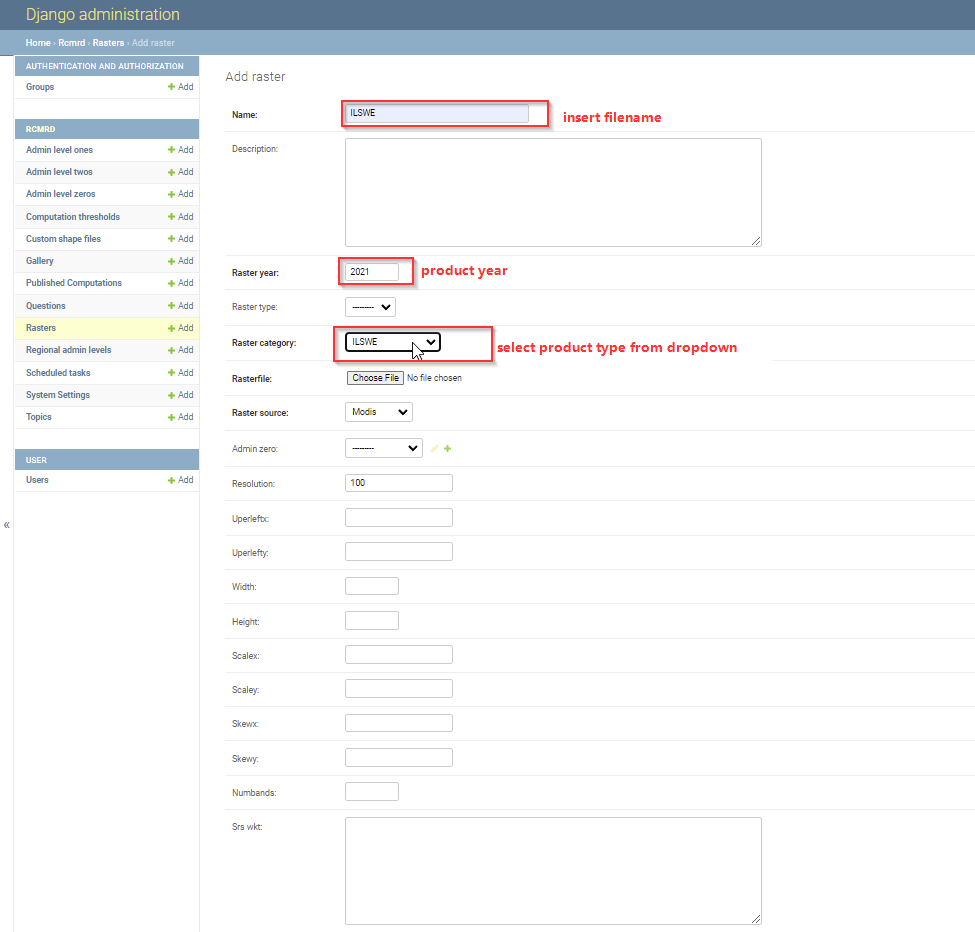 Django administration
Home › Rcmrd › Rasters › Add raster
AUTHENTICATION AND AUTHORIZATION
Groups + Add
RCMRD
Admin level ones + Add
Admin level twos + Add
Admin level zeros + Add
Computation thresholds + Add
Custom shape files + Add
Gallery + Add
Published Computations + Add
Questions + Add
Rasters + Add
Regional admin levels + Add
Scheduled tasks + Add
System Settings + Add
Topics + Add
USER
Users + Add
«
Add raster
Name: ILSWE insert filename
Description:
Raster year: 2021 product year
Raster type: ---------
Raster category: ILSWE select product type from dropdown
Rasterfile: Choose File No file chosen
Raster source: Modis
Admin zero: ---------
Resolution: 100
Uperleftx:
Uperlefty:
Width:
Height:
Scalex:
Scaley:
Skewx:
Skewy:
Numbands:
Srs wkt: